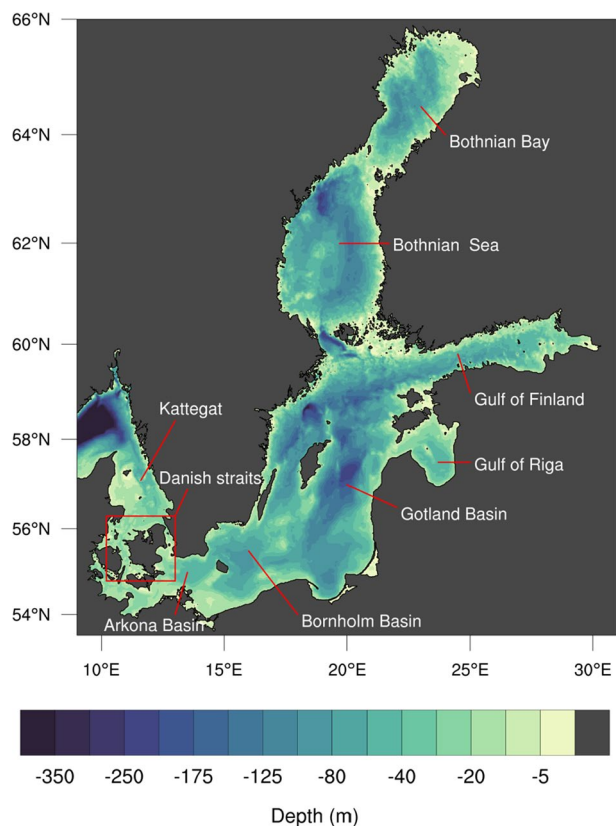 66°N
64°N
Bothnian Bay
62°N
Bothnian Sea
60°N
Gulf of Finland
Kattegat
58°N
Danish straits
Gulf of Riga
Gotland Basin
56°N
54°N
Arkona Basin
Bornholm Basin
10°E 15°E 20°E 25°E 30°E
-350 -250 -175 -125 -80 -40 -20 -5
Depth (m)